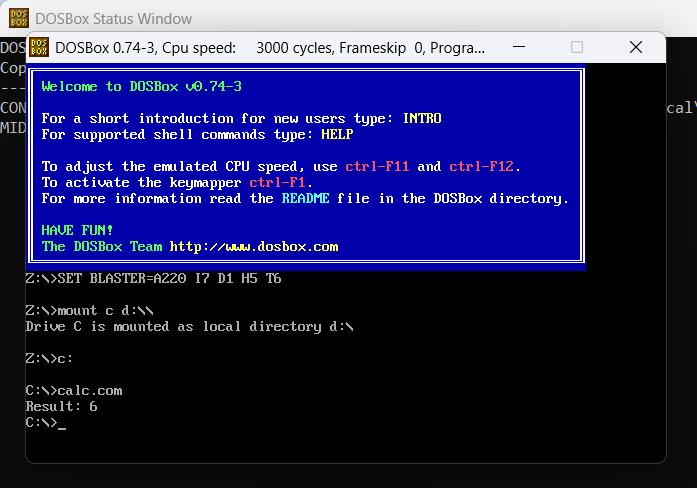 DOSBox Status Window
DOS
Cop
---
CON
cal\
MID
DOS
BOX
DOSBox 0.74-3, Cpu speed: 3000 cycles, Frameskip 0, Progra...
Welcome to DOSBox v0.74-3
For a short introduction for new users type: INTRO
For supported shell commands type: HELP
To adjust the emulated CPU speed, use ctrl-F11 and ctrl-F12.
To activate the keymapper ctrl-F1.
For more information read the README file in the DOSBox directory.
HAVE FUN!
The DOSBox Team http://www.dosbox.com
Z:\>SET BLASTER=A220 I7 D1 H5 T6
Z:\>mount c d:\\
Drive C is mounted as local directory d:\
Z:\>c:
C:\>calc.com
Result: 6
C:\>_